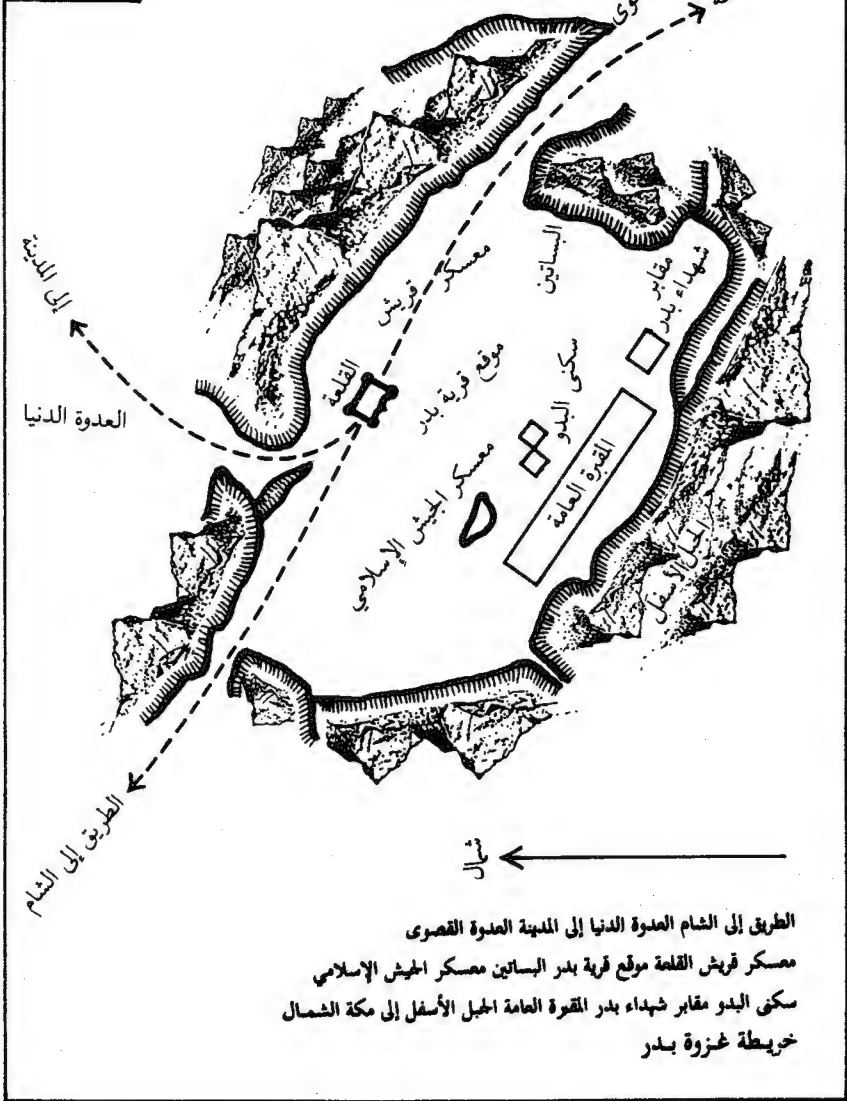 إلى المدينة
العدوة الدنيا
القلعة
معسكر قريش
موقع قرية بدر
معسكر الجيش الإسلامي
البساتين
سكنى البدو
مقابر
شهداء بدر
المقبرة العامة
الجبل الأسفل
الطريق إلى الشام
شمال
الطريق إلى الشام العدوة الدنيا إلى المدينة العدوة القصوى
معسكر قريش القلعة موقع قرية بدر البساتين معسكر الجيش الإسلامي
سكنى البدو مقابر شهداء بدر المقبرة العامة الجبل الأسفل إلى مكة الشمال
خريطة غزوة بدر